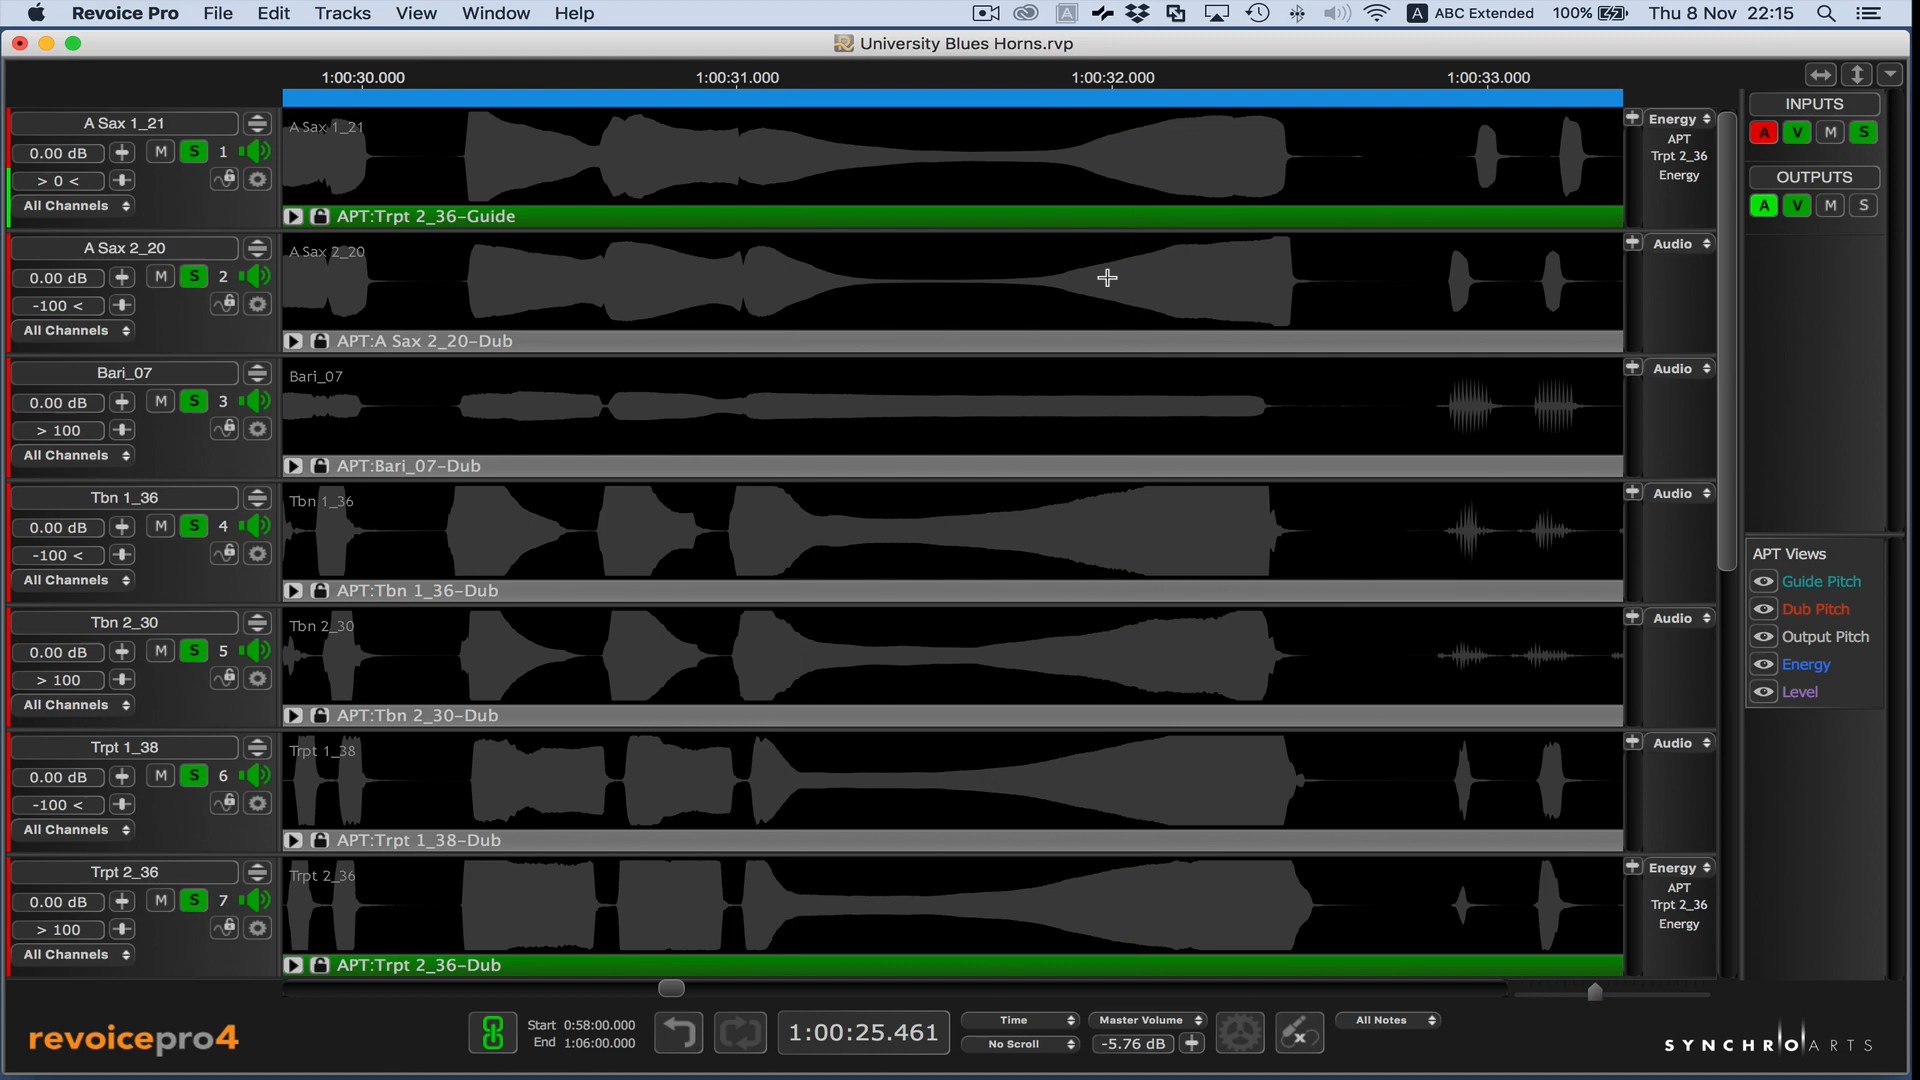 Revoice Pro File Edit Tracks View Window Help
A ABC Extended 100% Thu 8 Nov 22:15
University Blues Horns.rvp
1:00:30.000 1:00:31.000 1:00:32.000 1:00:33.000
A Sax 1_21
0.00 dB M S 1
> 0 <
All Channels
A Sax 1_21
APT:Trpt 2_36-Guide
Energy
APT
Trpt 2_36
Energy
A Sax 2_20
0.00 dB M S 2
-100 <
All Channels
A Sax 2_20
APT:A Sax 2_20-Dub
Audio
Bari_07
0.00 dB M S 3
> 100
All Channels
Bari_07
APT:Bari_07-Dub
Audio
Tbn 1_36
0.00 dB M S 4
-100 <
All Channels
Tbn 1_36
APT:Tbn 1_36-Dub
Audio
Tbn 2_30
0.00 dB M S 5
> 100
All Channels
Tbn 2_30
APT:Tbn 2_30-Dub
Audio
Trpt 1_38
0.00 dB M S 6
-100 <
All Channels
Trpt 1_38
APT:Trpt 1_38-Dub
Audio
Trpt 2_36
0.00 dB M S 7
> 100
All Channels
Trpt 2_36
APT:Trpt 2_36-Dub
Energy
APT
Trpt 2_36
Energy
INPUTS
A V M S
OUTPUTS
A V M S
APT Views
Guide Pitch
Dub Pitch
Output Pitch
Energy
Level
revoicepro4
Start 0:58:00.000
End 1:06:00.000
1:00:25.461
Time
No Scroll
Master Volume
-5.76 dB
All Notes
SYNCHROARTS